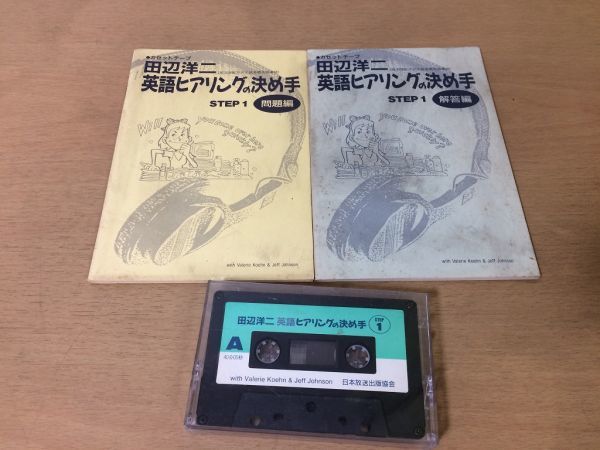 ●カセットテープ
田辺洋二
英語ヒアリングの決め手
STEP 1 問題編
Well
with Valerie Koehn & Jeff Johnson
●カセットテープ
田辺洋二
英語ヒアリングの決め手
STEP 1 解答編
Well
with Valerie Koehn & Jeff Johnson
田辺洋二 英語ヒアリングの決め手 STEP 1
A
with Valerie Koehn & Jeff Johnson 日本放送出版協会